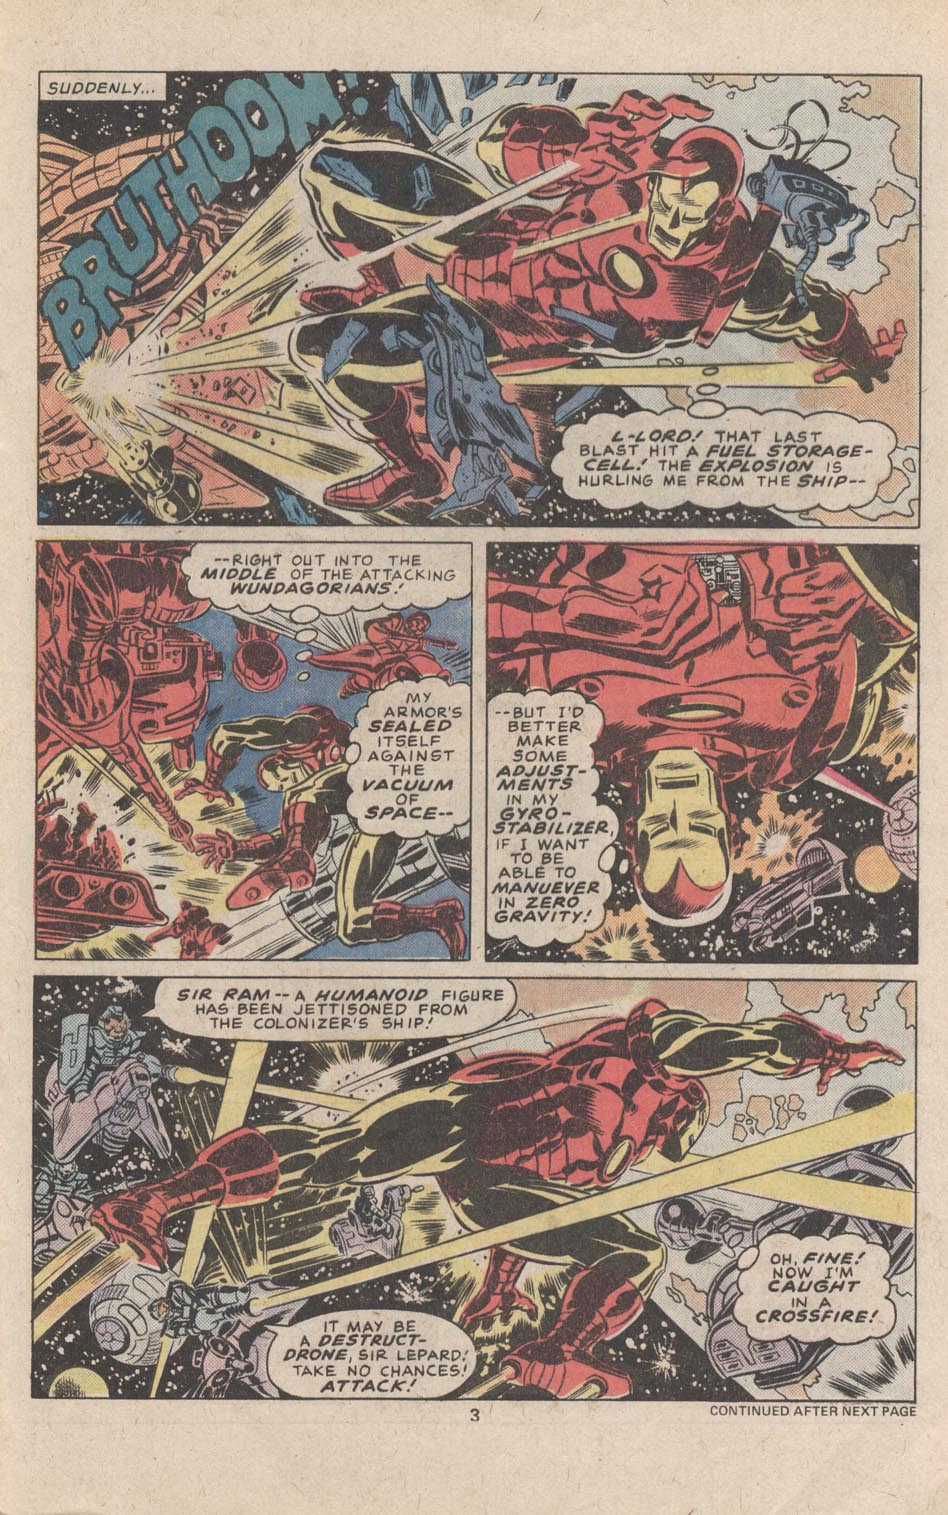 SUDDENLY...
BRUTHOOM!
L-LORD! THAT LAST
BLAST HIT A FUEL STORAGE-
CELL! THE EXPLOSION IS
HURLING ME FROM THE SHIP--
--RIGHT OUT INTO THE
MIDDLE OF THE ATTACKING
WUNDAGORIANS!
MY
ARMOR'S
SEALED
ITSELF
AGAINST
THE
VACUUM
OF
SPACE--
--BUT I'D
BETTER
MAKE
SOME
ADJUST-
MENTS
IN MY
GYRO-
STABILIZER,
IF I WANT
TO BE
ABLE TO
MANUEVER
IN ZERO
GRAVITY!
SIR RAM--A HUMANOID FIGURE
HAS BEEN JETTISONED FROM
THE COLONIZER'S SHIP!
OH, FINE!
NOW I'M
CAUGHT
IN A
CROSSFIRE!
IT MAY BE
A DESTRUCT-
DRONE, SIR LEPARD!
TAKE NO CHANCES!
ATTACK!
3
CONTINUED AFTER NEXT PAGE